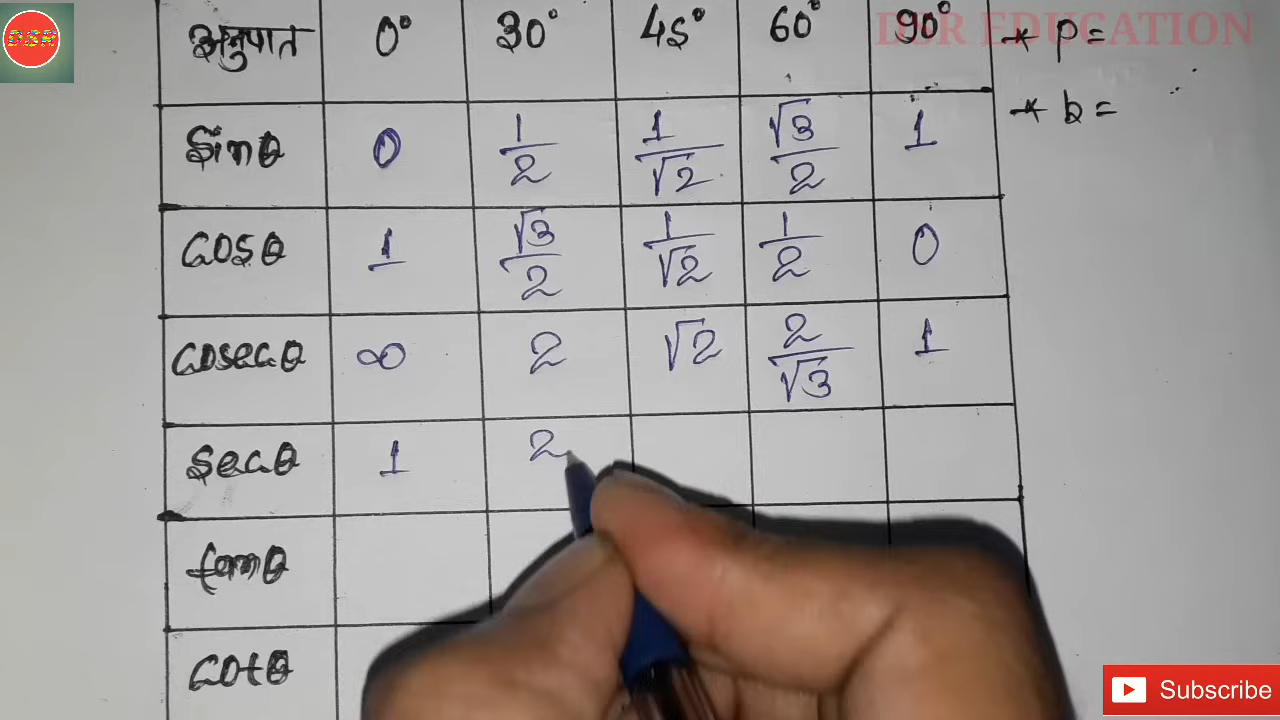 DSR
DSR EDUCATION
अनुपात 0° 30° 45° 60° 90°
* p =
* b =
sinθ 0 1/2 1/√2 √3/2 1
cosθ 1 √3/2 1/√2 1/2 0
cosecθ ∞ 2 √2 2/√3 1
secθ 1 2
tanθ
cotθ
Subscribe